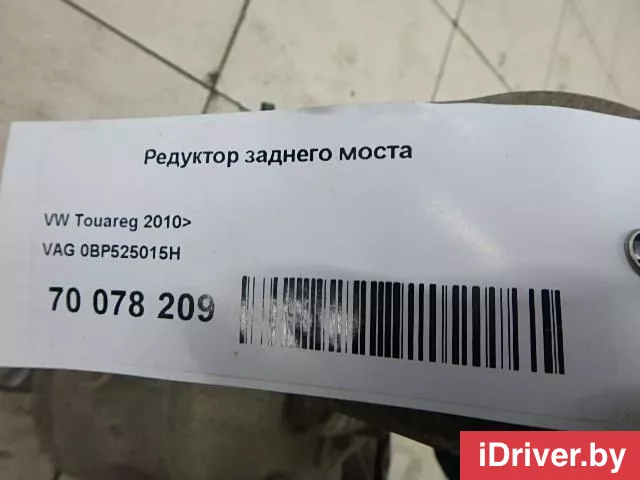 Редуктор заднего моста
VW Touareg 2010>
VAG 0BP525015H
70 078 209
iDriver.by